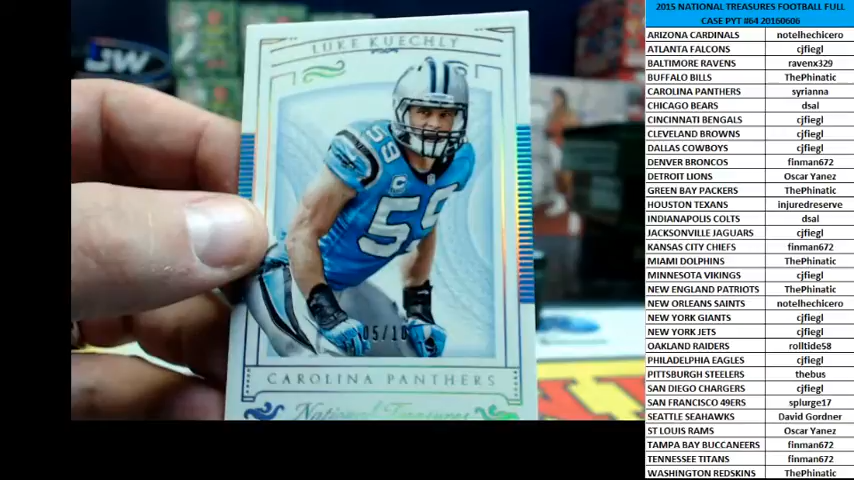 LUKE KUECHLY
59
C
59
05/10
CAROLINA PANTHERS
National Treasures
2015 NATIONAL TREASURES FOOTBALL FULL
CASE PYT #64 20160606
ARIZONA CARDINALS notelhechicero
ATLANTA FALCONS cjfiegl
BALTIMORE RAVENS ravenx329
BUFFALO BILLS ThePhinatic
CAROLINA PANTHERS syrianna
CHICAGO BEARS dsal
CINCINNATI BENGALS cjfiegl
CLEVELAND BROWNS cjfiegl
DALLAS COWBOYS cjfiegl
DENVER BRONCOS finman672
DETROIT LIONS Oscar Yanez
GREEN BAY PACKERS ThePhinatic
HOUSTON TEXANS injuredreserve
INDIANAPOLIS COLTS dsal
JACKSONVILLE JAGUARS cjfiegl
KANSAS CITY CHIEFS finman672
MIAMI DOLPHINS ThePhinatic
MINNESOTA VIKINGS cjfiegl
NEW ENGLAND PATRIOTS ThePhinatic
NEW ORLEANS SAINTS notelhechicero
NEW YORK GIANTS cjfiegl
NEW YORK JETS cjfiegl
OAKLAND RAIDERS rolltide58
PHILADELPHIA EAGLES cjfiegl
PITTSBURGH STEELERS thebus
SAN DIEGO CHARGERS cjfiegl
SAN FRANCISCO 49ERS splurge17
SEATTLE SEAHAWKS David Gordner
ST LOUIS RAMS Oscar Yanez
TAMPA BAY BUCCANEERS finman672
TENNESSEE TITANS finman672
WASHINGTON REDSKINS ThePhinatic